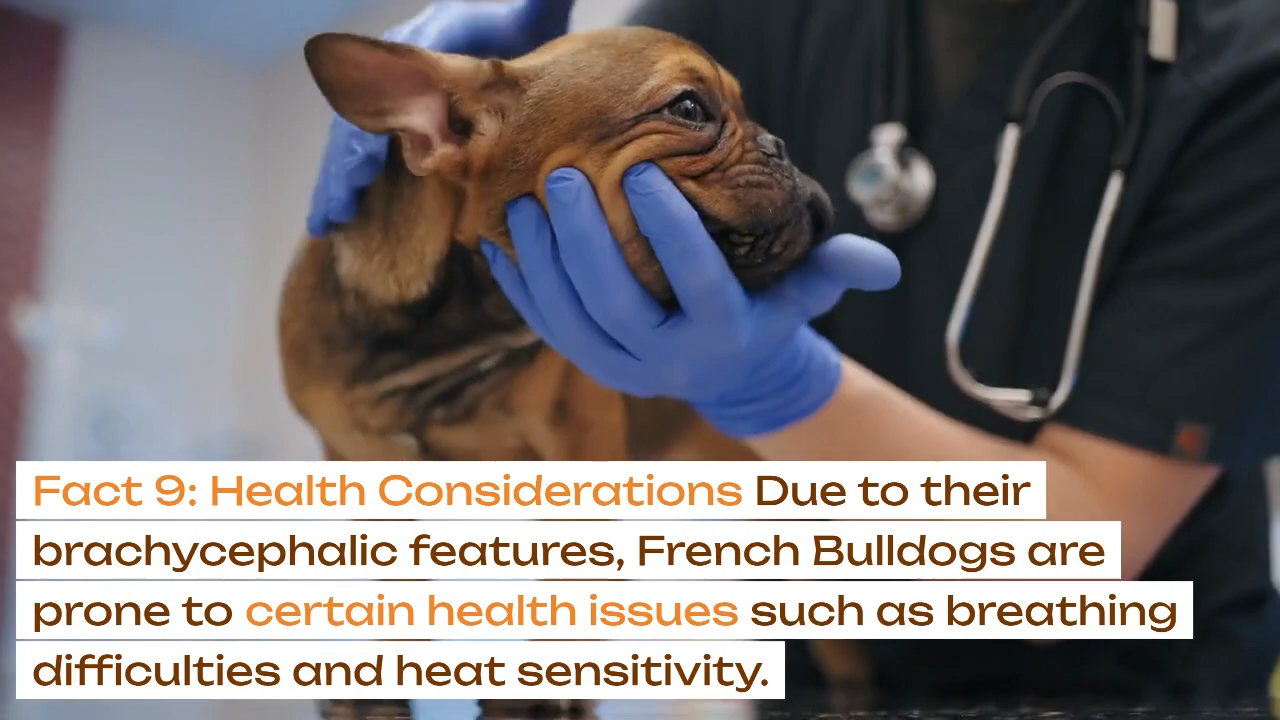 Fact 9: Health Considerations Due to their
brachycephalic features, French Bulldogs are
prone to certain health issues such as breathing
difficulties and heat sensitivity.